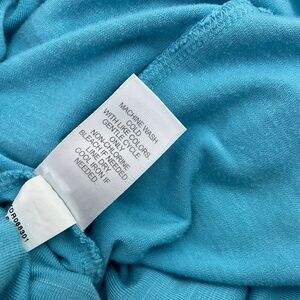 MACHINE WASH
COLD
WITH LIKE COLORS.
GENTLE CYCLE
ONLY
NON-CHLORINE
BLEACH IF NEEDED.
LINE DRY
COOL IRON IF
NEEDED.